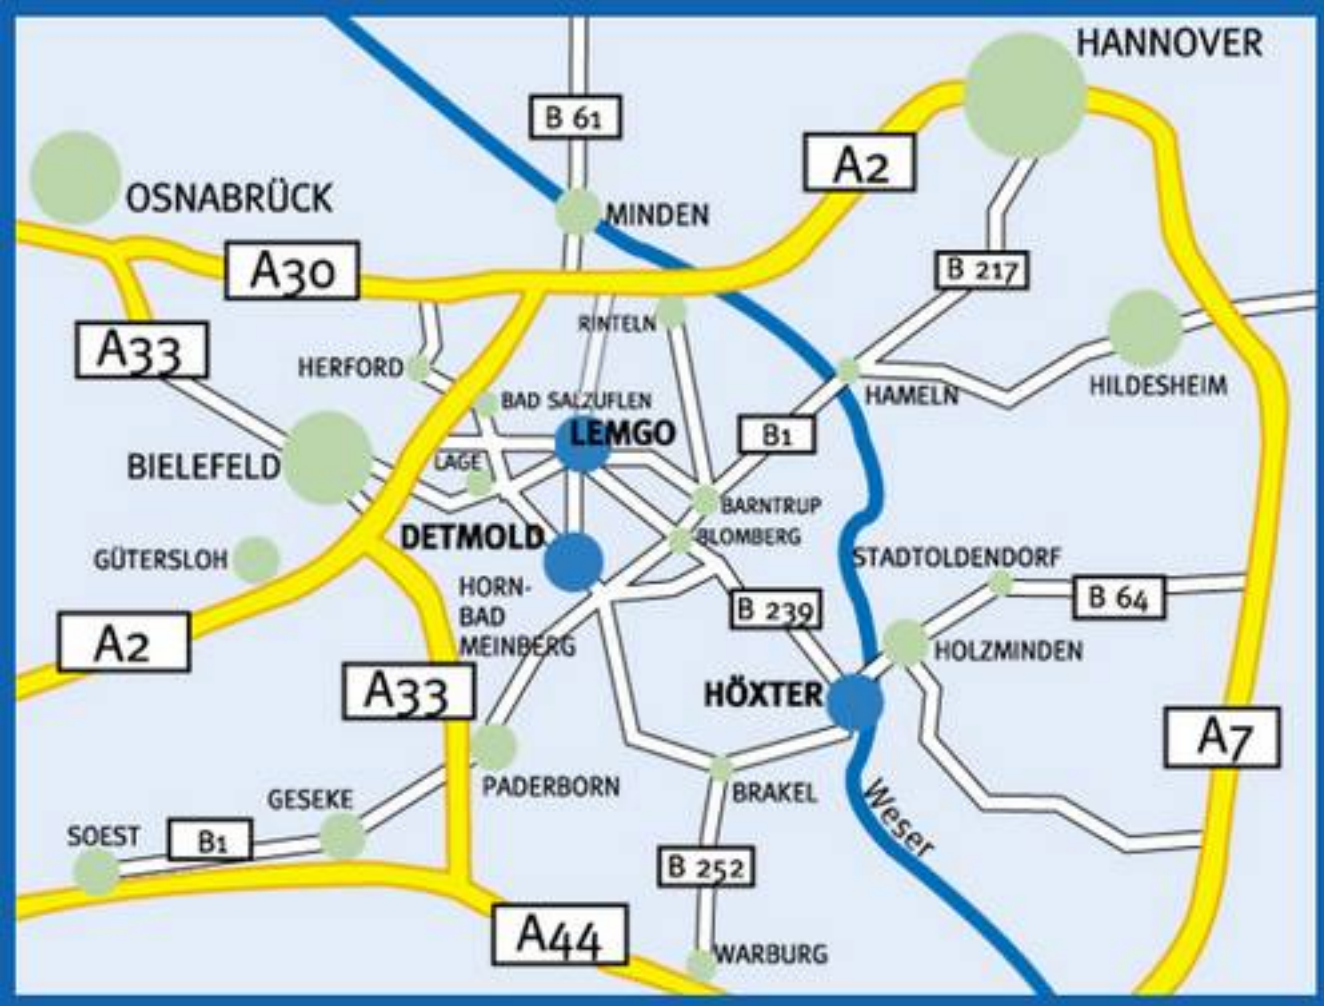 HANNOVER
B 61
A2
OSNABRÜCK
MINDEN
A30
B 217
RINTELN
A33
HERFORD
HILDESHEIM
HAMELN
BAD SALZUFLEN
LEMGO
B1
BIELEFELD
LAGE
BARNTRUP
DETMOLD
BLOMBERG
GÜTERSLOH
STADTOLDENDORF
HORN-
BAD
MEINBERG
B 64
B 239
A2
HOLZMINDEN
A33
HÖXTER
A7
PADERBORN
BRAKEL
GESEKE
Weser
SOEST
B1
B 252
A44
WARBURG